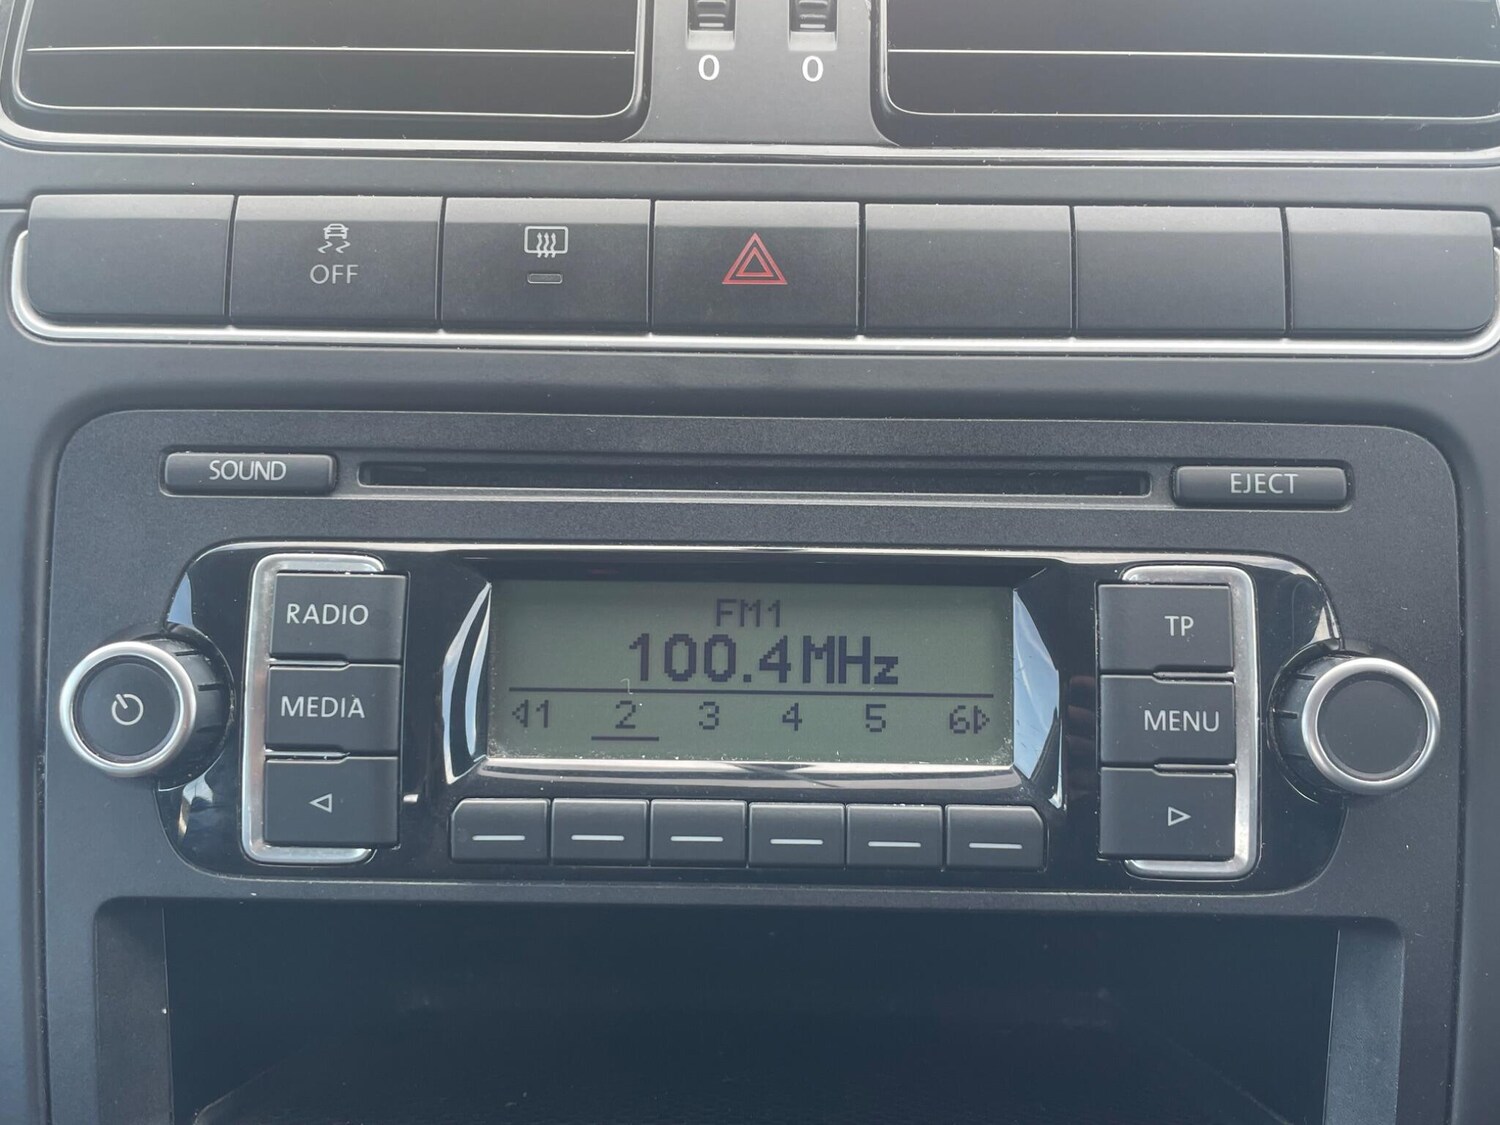 0 0
OFF
SOUND EJECT
RADIO
MEDIA
FM1
100.4MHz
1 2 3 4 5 6
TP
MENU